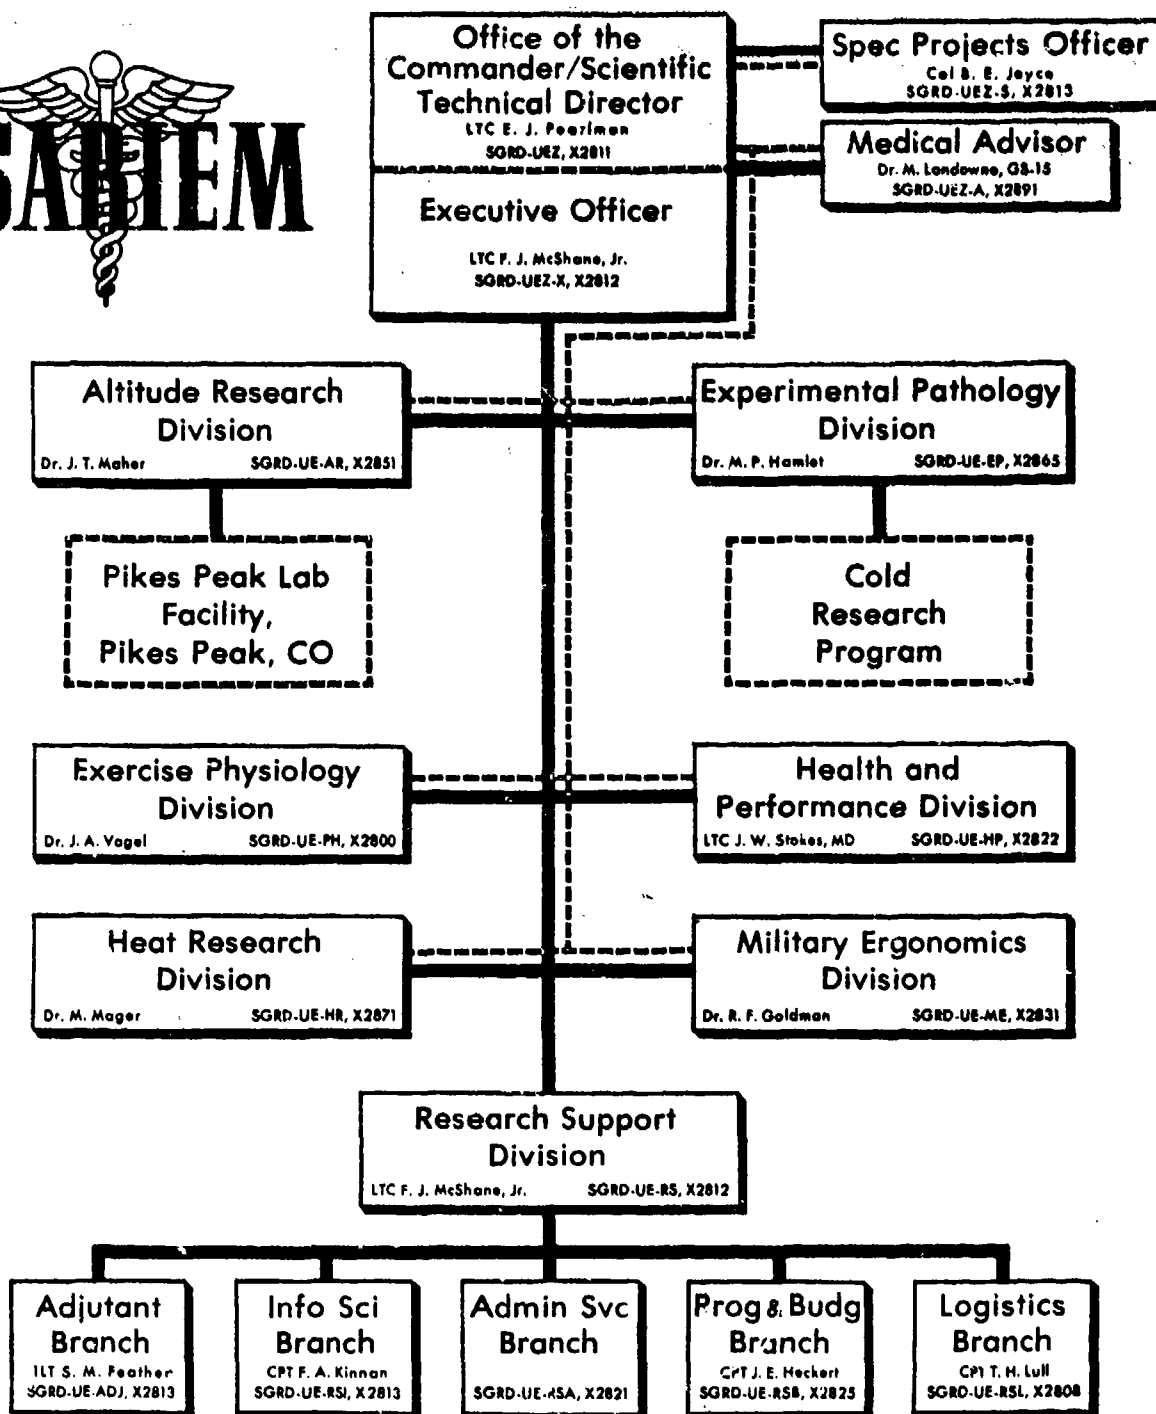 SARIEM
Office of the
Commander/Scientific
Technical Director
LTC E. J. Pearlman
SGRD-UEZ, X2811
Executive Officer
LTC F. J. McShane, Jr.
SGRD-UEZ-X, X2812
Spec Projects Officer
Col B. E. Joyce
SGRD-UEZ-S, X2813
Medical Advisor
Dr. M. Landowne, GS-15
SGRD-UEZ-A, X2891
Altitude Research
Division
Dr. J. T. Maher SGRD-UE-AR, X2851
Experimental Pathology
Division
Dr. M. P. Hamlet SGRD-UE-EP, X2865
Pikes Peak Lab
Facility,
Pikes Peak, CO
Cold
Research
Program
Exercise Physiology
Division
Dr. J. A. Vogel SGRD-UE-PH, X2800
Health and
Performance Division
LTC J. W. Stokes, MD SGRD-UE-HP, X2822
Heat Research
Division
Dr. M. Mager SGRD-UE-HR, X2871
Military Ergonomics
Division
Dr. R. F. Goldman SGRD-UE-ME, X2831
Research Support
Division
LTC F. J. McShane, Jr. SGRD-UE-RS, X2812
Adjutant
Branch
1LT S. M. Feather
SGRD-UE-ADJ, X2813
Info Sci
Branch
CPT F. A. Kinnan
SGRD-UE-RSI, X2813
Admin Svc
Branch
SGRD-UE-RSA, X2821
Prog & Budg
Branch
CPT J. E. Heckert
SGRD-UE-RSB, X2825
Logistics
Branch
CPT T. H. Lull
SGRD-UE-RSL, X2808